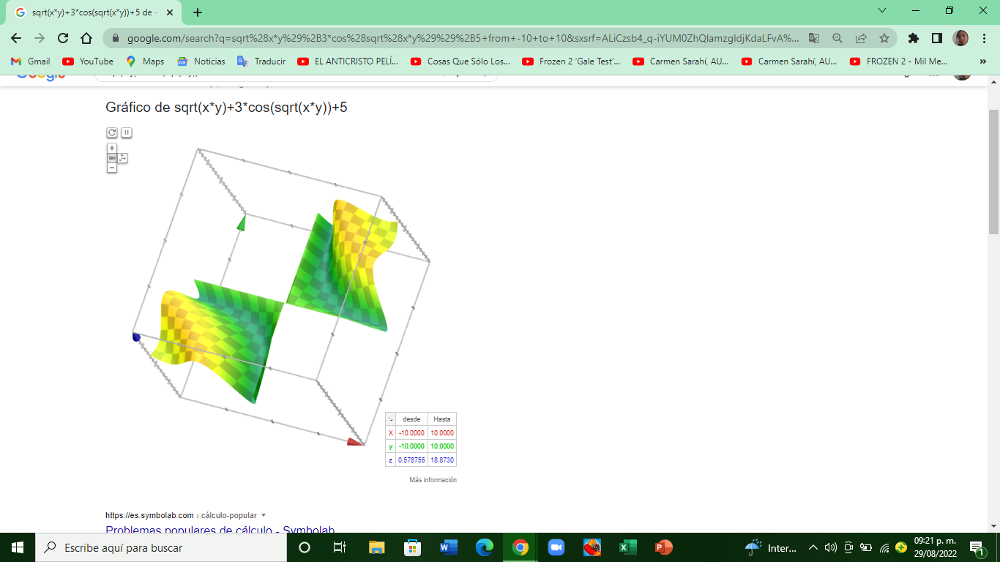 sqrt(x*y)+3*cos(sqrt(x*y))+5 de -
google.com/search?q=sqrt%28x*y%29%2B3*cos%28sqrt%28x*y%29%29%2B5+from+-10+to+10&sxsrf=ALiCzsb4_q-iYUM0ZhQIamzgIdjKdaLFvA%...
Gmail YouTube Maps Noticias Traducir EL ANTICRISTO PELÍ... Cosas Que Sólo Los... Frozen 2 'Gale Test'... Carmen Sarahí, AU... Carmen Sarahí, AU... FROZEN 2 - Mil Me... »
Google
Gráfico de sqrt(x*y)+3*cos(sqrt(x*y))+5
desde Hasta
X -10.0000 10.0000
y -10.0000 10.0000
z 0.578755 18.8730
Más información
https://es.symbolab.com › cálculo-popular
Problemas populares de cálculo - Symbolab
Escribe aquí para buscar
Inter...
09:21 p. m.
29/08/2022
1